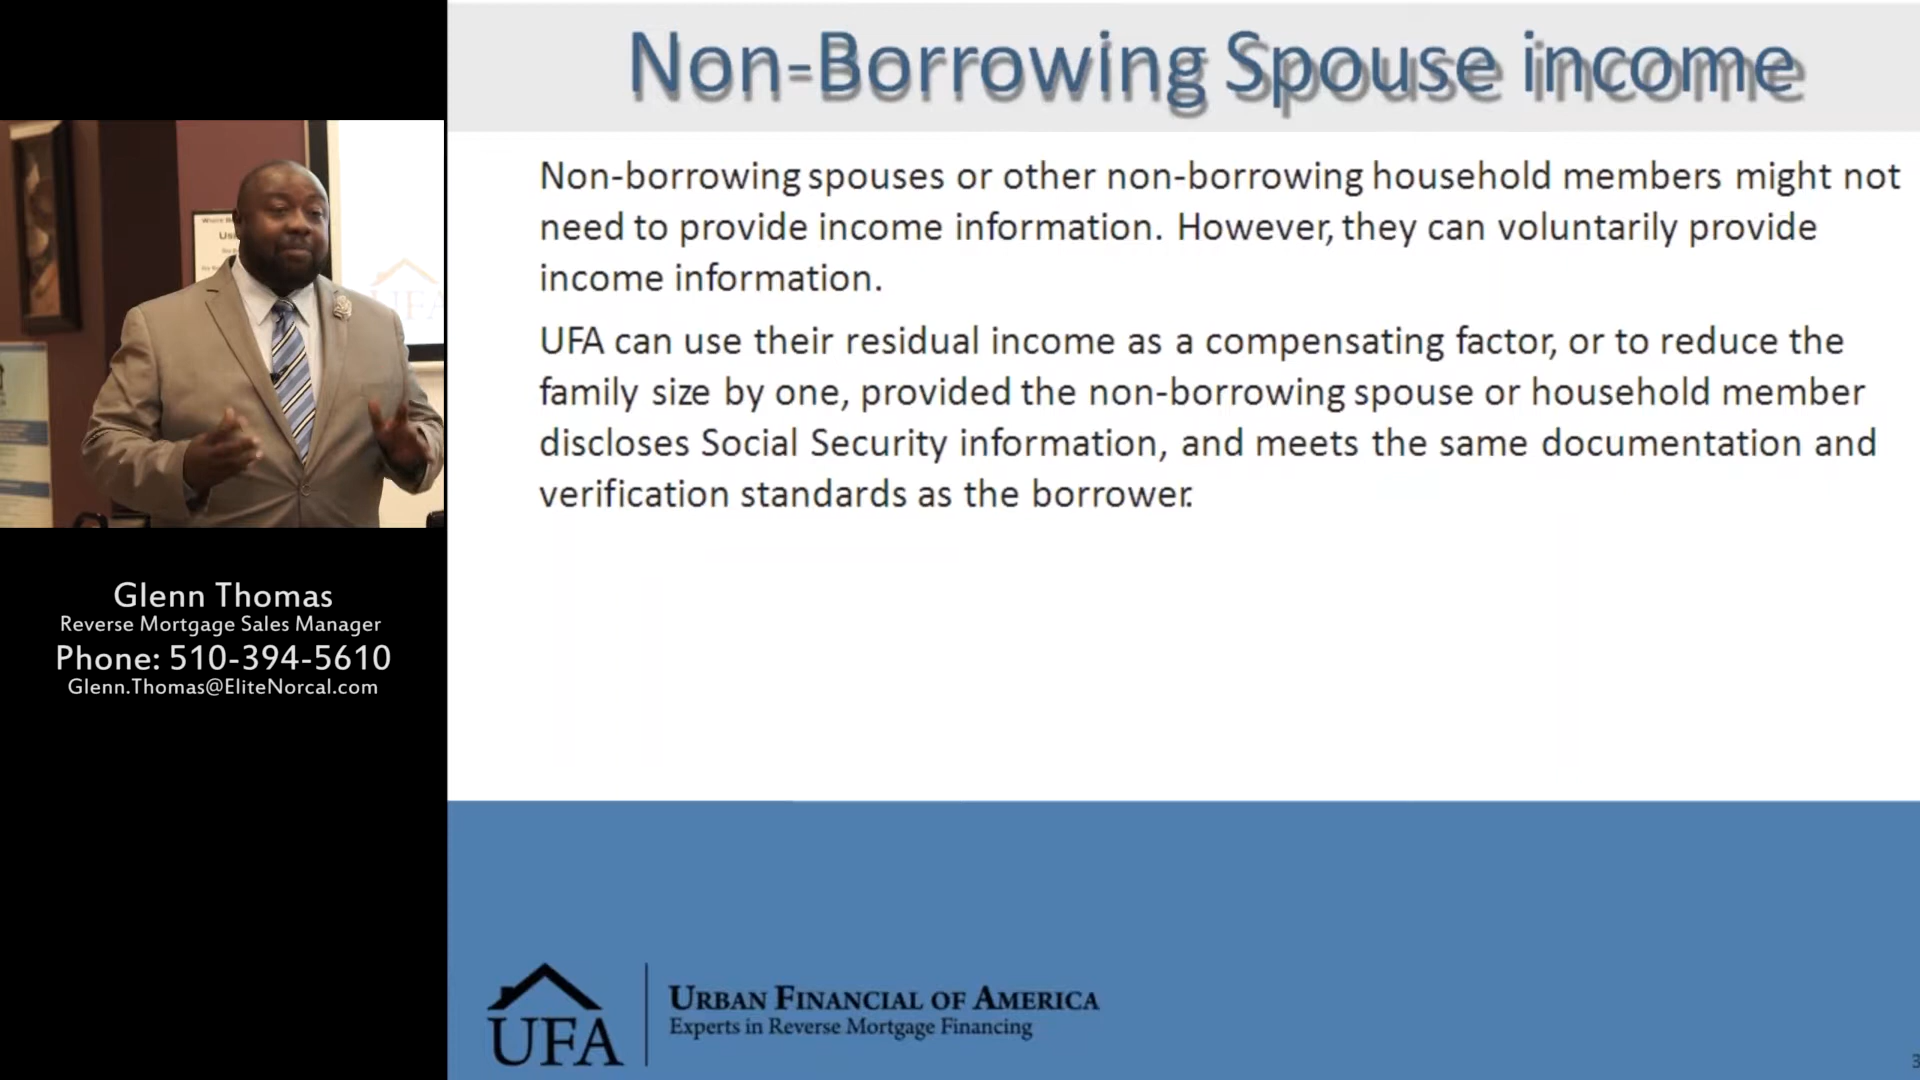 Non-Borrowing Spouse income
Non-borrowing spouses or other non-borrowing household members might not
need to provide income information. However, they can voluntarily provide
income information.
UFA can use their residual income as a compensating factor, or to reduce the
family size by one, provided the non-borrowing spouse or household member
discloses Social Security information, and meets the same documentation and
verification standards as the borrower.
UFA
Glenn Thomas
Reverse Mortgage Sales Manager
Phone: 510-394-5610
Glenn.Thomas@EliteNorcal.com
UFA
URBAN FINANCIAL OF AMERICA
Experts in Reverse Mortgage Financing
3